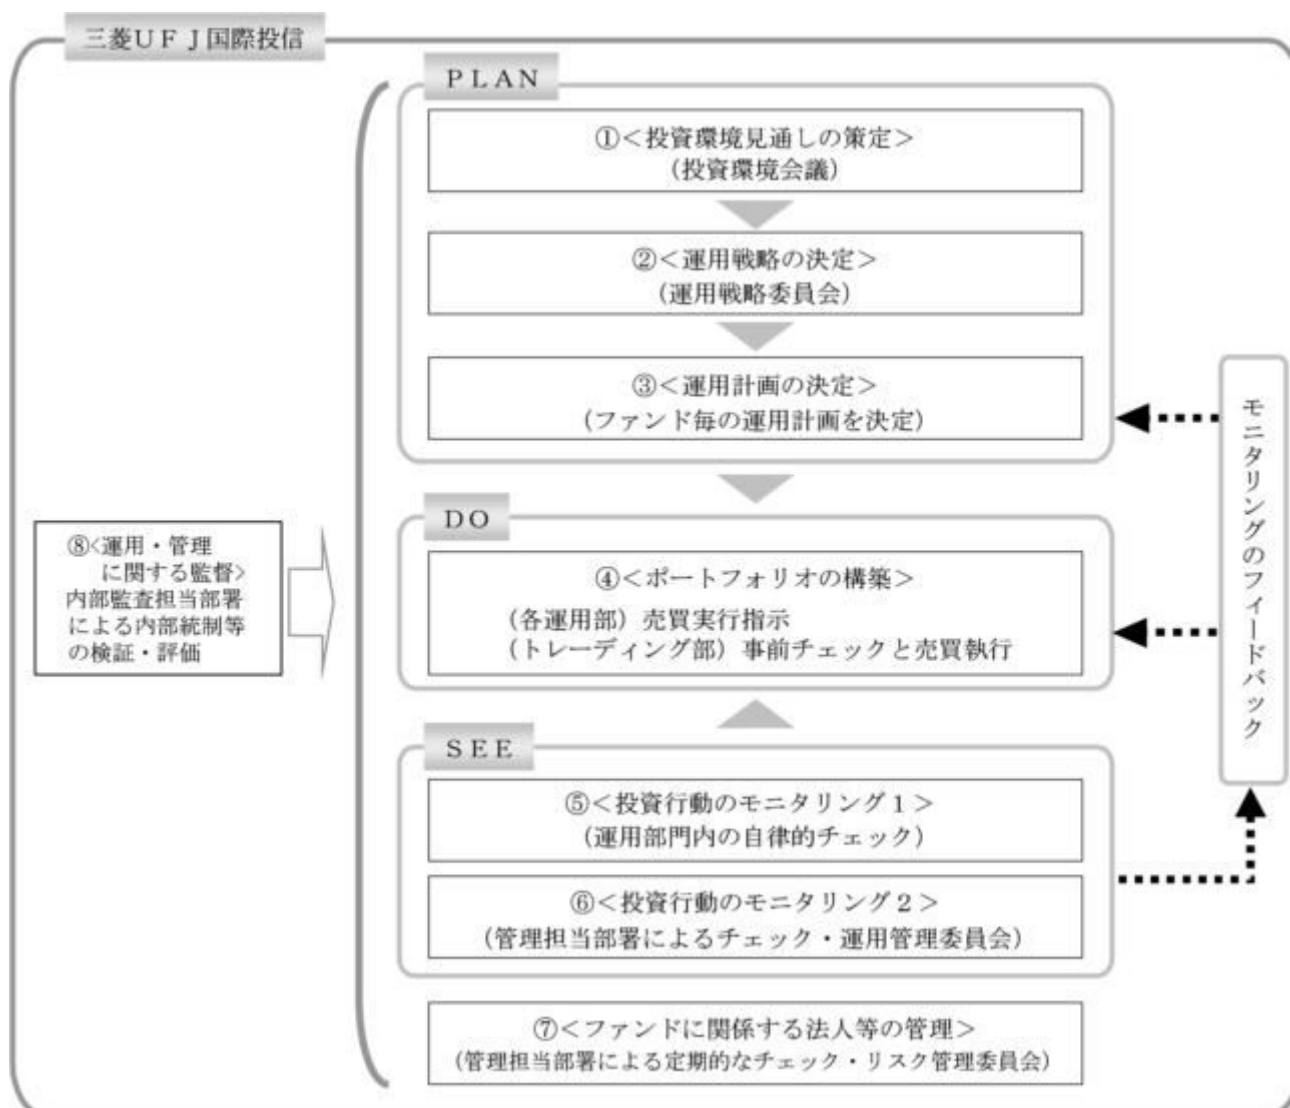 三菱ＵＦＪ国際投信
ＰＬＡＮ
①＜投資環境見通しの策定＞
（投資環境会議）
②＜運用戦略の決定＞
（運用戦略委員会）
③＜運用計画の決定＞
（ファンド毎の運用計画を決定）
ＤＯ
④＜ポートフォリオの構築＞
（各運用部）売買実行指示
（トレーディング部）事前チェックと売買執行
ＳＥＥ
⑤＜投資行動のモニタリング１＞
（運用部門内の自律的チェック）
⑥＜投資行動のモニタリング２＞
（管理担当部署によるチェック・運用管理委員会）
⑦＜ファンドに関係する法人等の管理＞
（管理担当部署による定期的なチェック・リスク管理委員会）
⑧<運用・管理
に関する監督>
内部監査担当部署
による内部統制等
の検証・評価
モニタリングのフィードバック